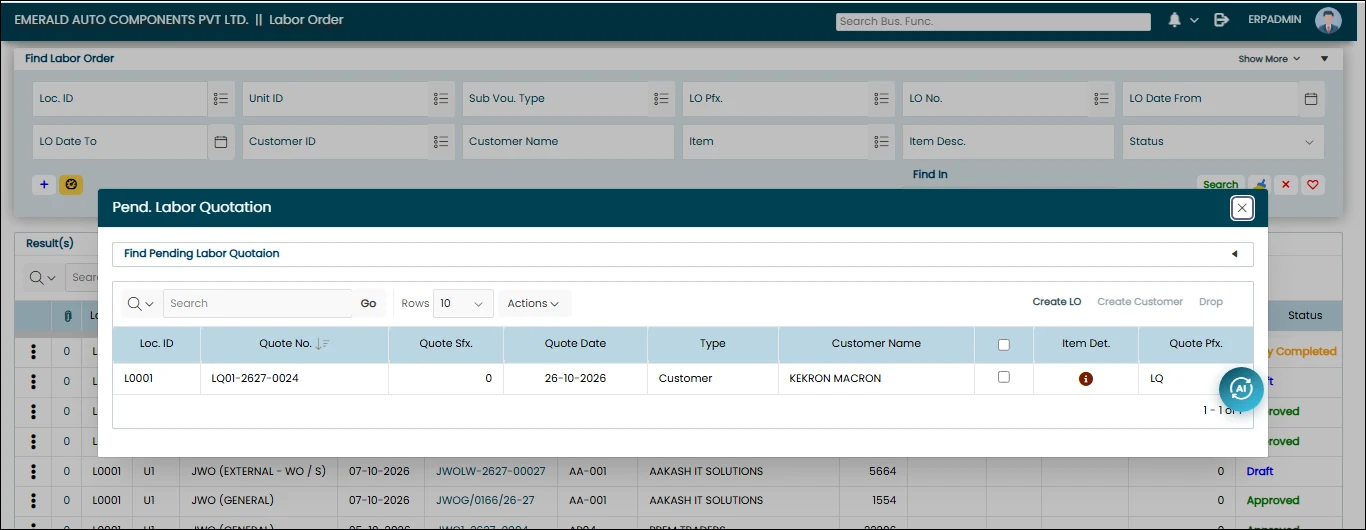 EMERALD AUTO COMPONENTS PVT LTD. || Labor Order
Search Bus. Func.
ERPADMIN
Find Labor Order
Show More
Loc. ID
Unit ID
Sub Vou. Type
LO Pfx.
LO No.
LO Date From
LO Date To
Customer ID
Customer Name
Item
Item Desc.
Status
Find In
+
Search
Pend. Labor Quotation
Find Pending Labor Quotaion
Result(s)
Search
Go
Rows
10
Actions
Create LO
Create Customer
Drop
Loc. ID
Quote No.
Quote Sfx.
Quote Date
Type
Customer Name
Item Det.
Quote Pfx.
Status
L0001
LQ01-2627-0024
0
26-10-2026
Customer
KEKRON MACRON
LQ
AI
0
Completed
0
0
0
0 L0001 U1 JWO (EXTERNAL - WO / S) 07-10-2026 JWOLW-2627-00027 AA-001 AAKASH IT SOLUTIONS 5664 0 Draft
0 L0001 U1 JWO (GENERAL) 07-10-2026 JWOG/0166/26-27 AA-001 AAKASH IT SOLUTIONS 1554 0 Approved